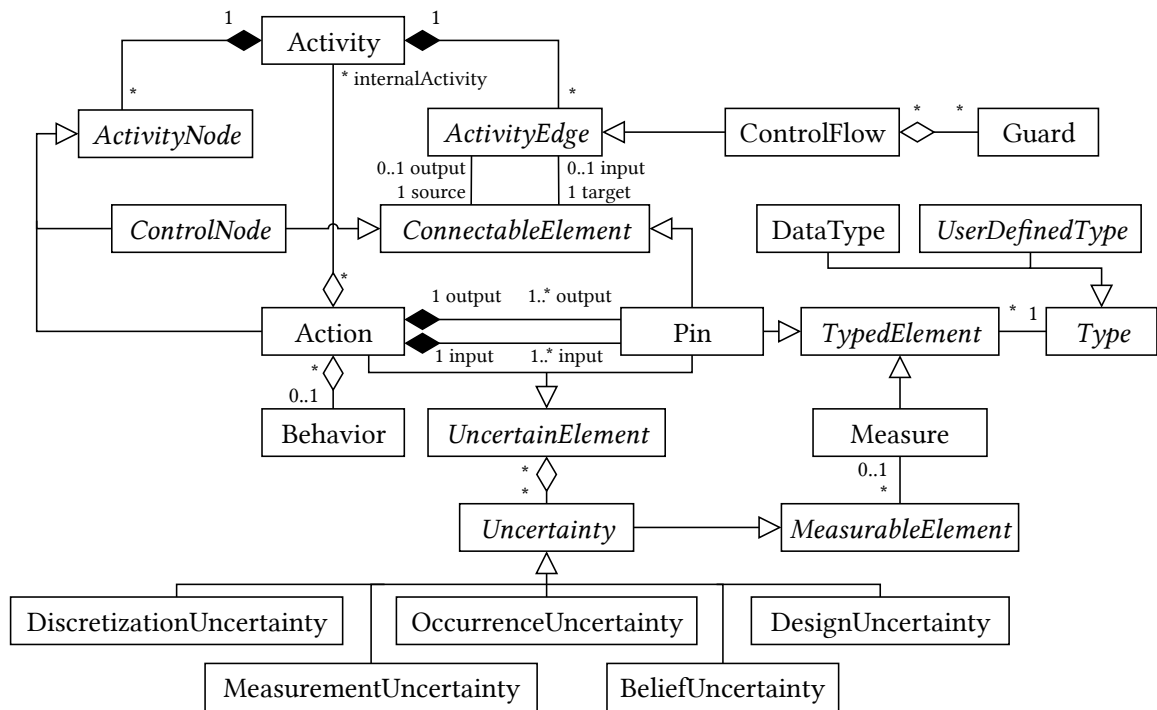 1
Activity
1
* internalActivity
*
*
ActivityNode
ActivityEdge
ControlFlow
*
*
Guard
0..1 output
0..1 input
1 source
1 target
ControlNode
ConnectableElement
DataType
UserDefinedType
*
1 output
1..* output
Action
Pin
TypedElement
*
1
Type
1 input
1..* input
*
0..1
Behavior
UncertainElement
Measure
*
*
0..1
*
Uncertainty
MeasurableElement
DiscretizationUncertainty
OccurrenceUncertainty
DesignUncertainty
MeasurementUncertainty
BeliefUncertainty